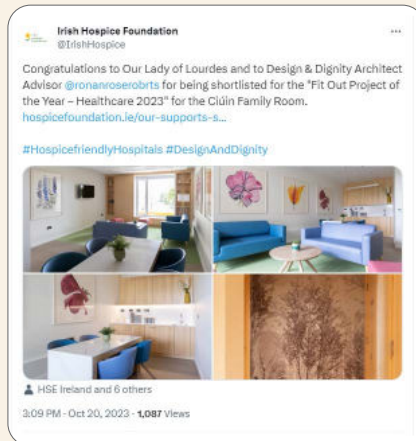 Irish Hospice Foundation
@IrishHospice
Congratulations to Our Lady of Lourdes and to Design & Dignity Architect
Advisor @ronanroserobrts for being shortlisted for the "Fit Out Project of
the Year – Healthcare 2023" for the Ciúin Family Room.
hospicefoundation.ie/our-supports-s...
#HospicefriendlyHospitals #DesignAndDignity
HSE Ireland and 6 others
3:09 PM · Oct 20, 2023 · 1,087 Views